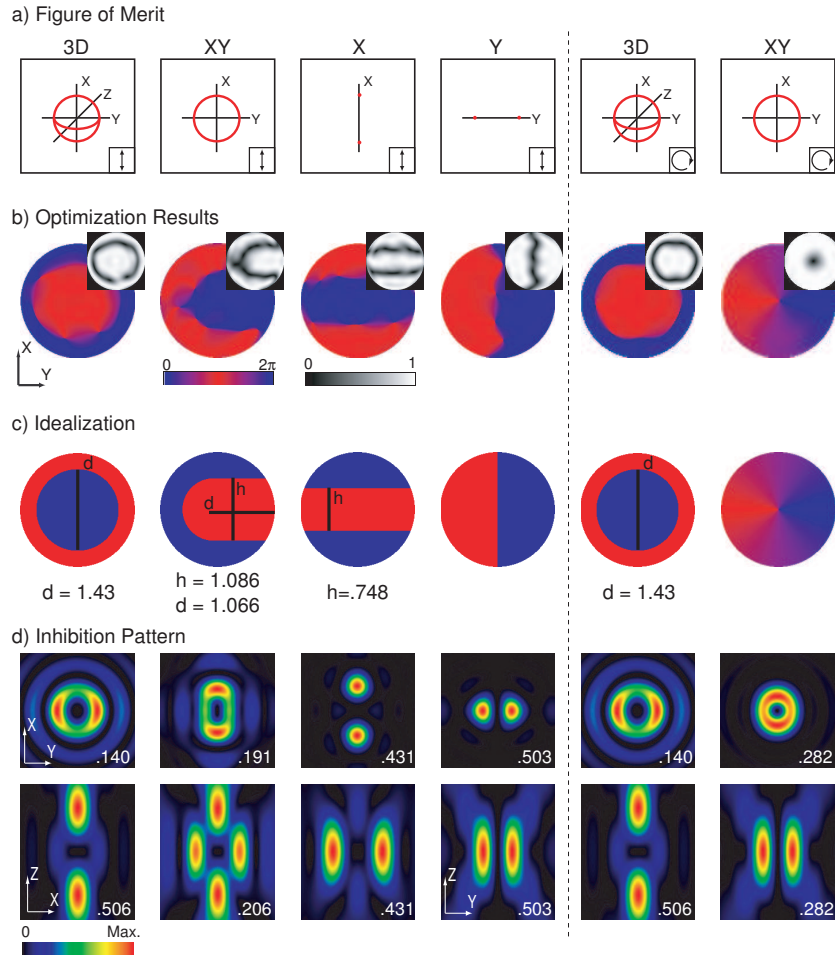 a) Figure of Merit
3D XY X Y 3D XY
X Z Y X Y X Y X Z Y X Y
b) Optimization Results
X Y
0 2π 0 1
c) Idealization
d d h h d
d = 1.43 h = 1.086 d = 1.066 h=.748 d = 1.43
d) Inhibition Pattern
X Y .140 .191 .431 .503 .140 .282
Z X .506 .206 .431 Z Y .503 .506 .282
0 Max.